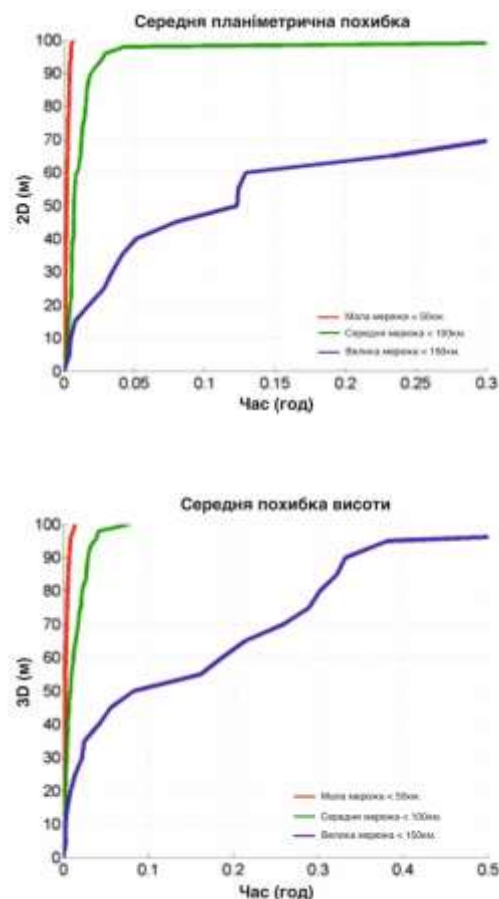 Середня планіметрична похибка
100
90
80
70
60
50
40
30
20
10
0
2D (м)
Мала мережа < 50км.
Середня мережа < 100км.
Велика мережа < 150км.
0 0.05 0.1 0.15 0.2 0.25 0.3
Час (год)
Середня похибка висоти
100
90
80
70
60
50
40
30
20
10
0
3D (м)
Мала мережа < 50км.
Середня мережа < 100км.
Велика мережа < 150км.
0 0.1 0.2 0.3 0.4 0.5
Час (год)